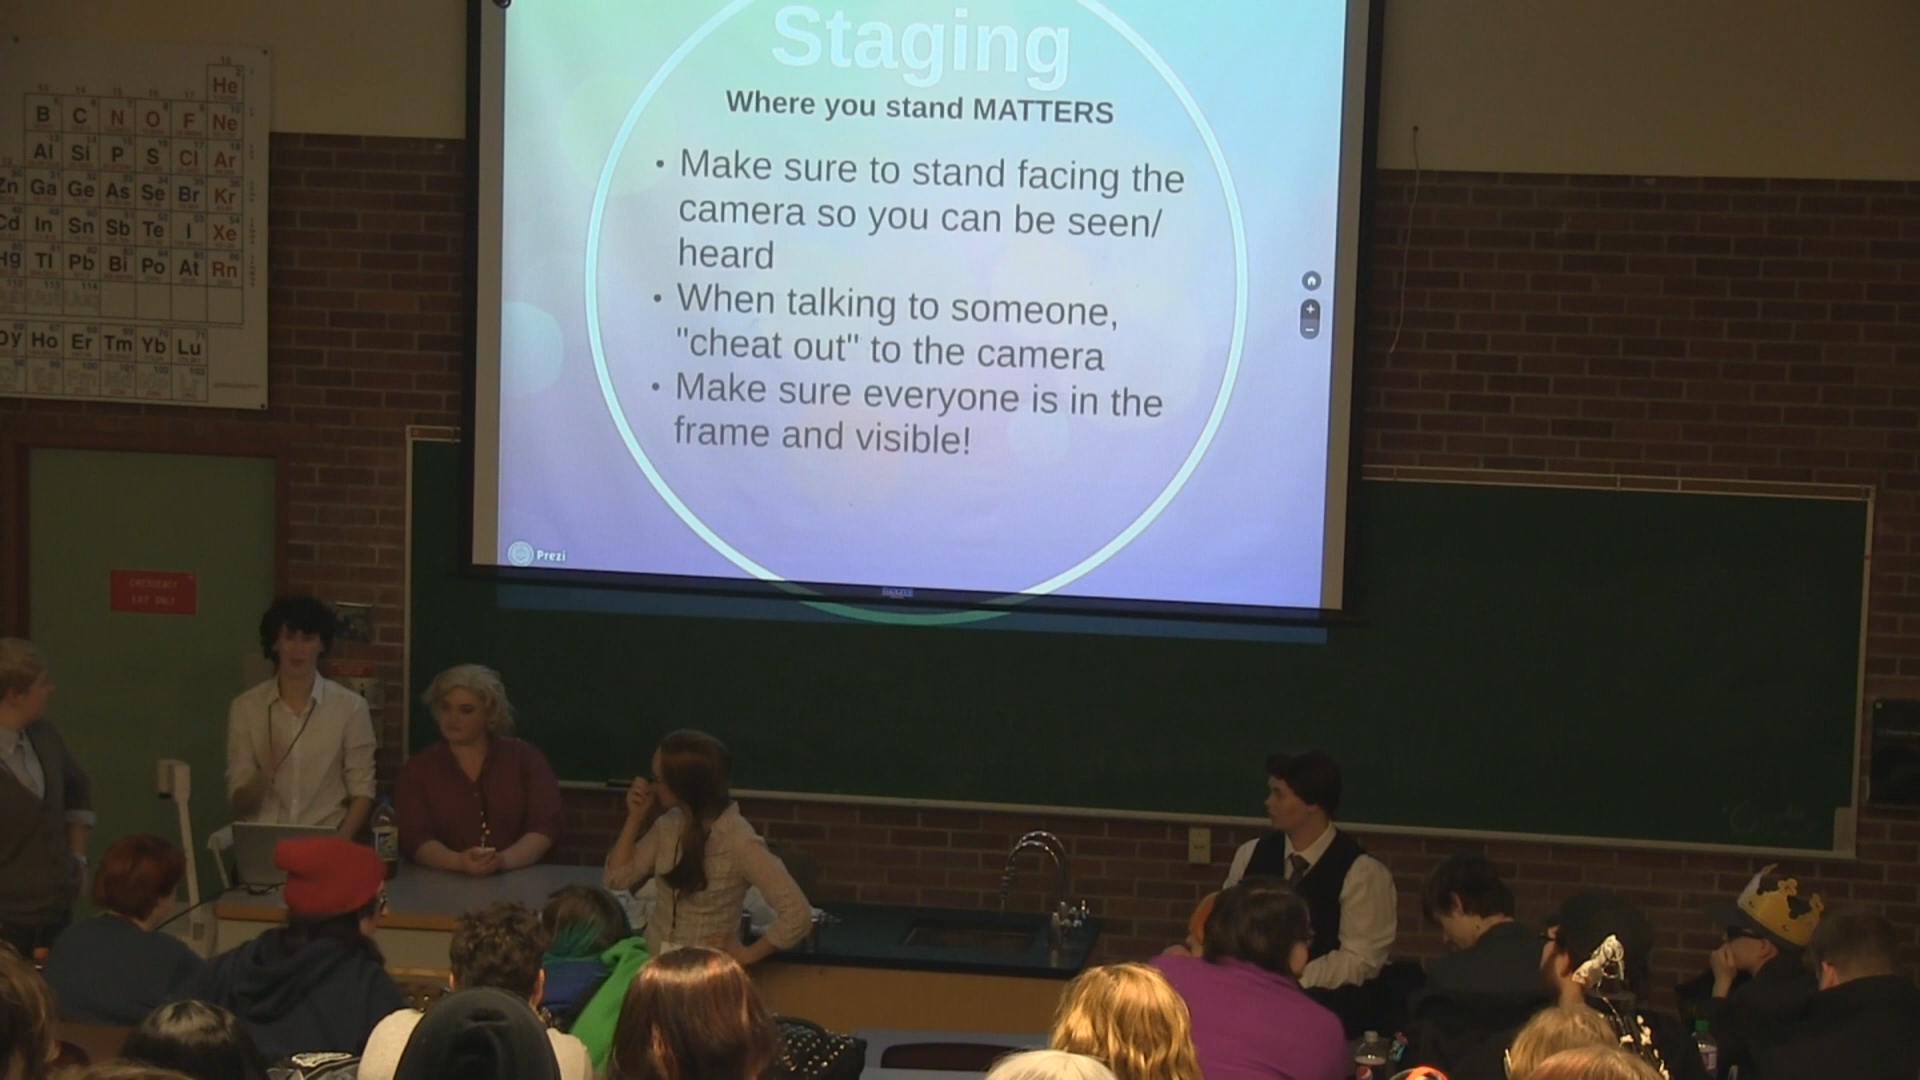 Staging
Where you stand MATTERS
• Make sure to stand facing the
camera so you can be seen/
heard
• When talking to someone,
"cheat out" to the camera
• Make sure everyone is in the
frame and visible!
Prezi
He
B C N O F Ne
Al Si P S Cl Ar
Zn Ga Ge As Se Br Kr
Cd In Sn Sb Te I Xe
Hg Tl Pb Bi Po At Rn
Dy Ho Er Tm Yb Lu
EMERGENCY
EXIT ONLY